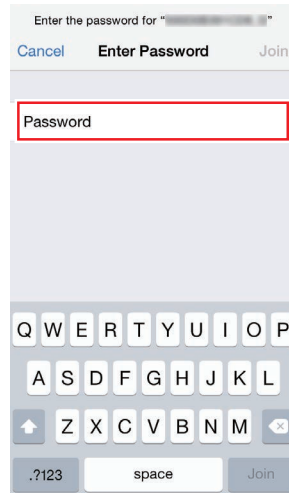 Enter the password for “ ”
Cancel Enter Password Join
Password
Q W E R T Y U I O P
A S D F G H J K L
Z X C V B N M
.?123 space Join